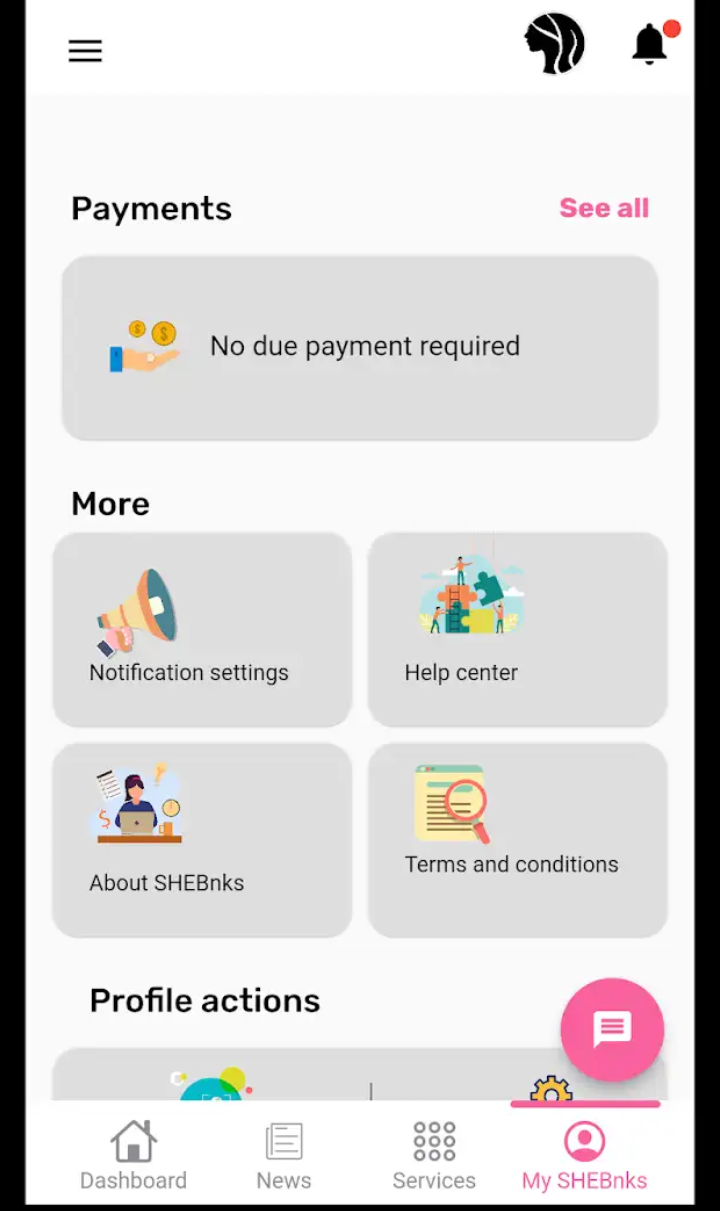 Payments
See all
No due payment required
More
Notification settings
Help center
About SHEBnks
Terms and conditions
Profile actions
Dashboard
News
Services
My SHEBnks